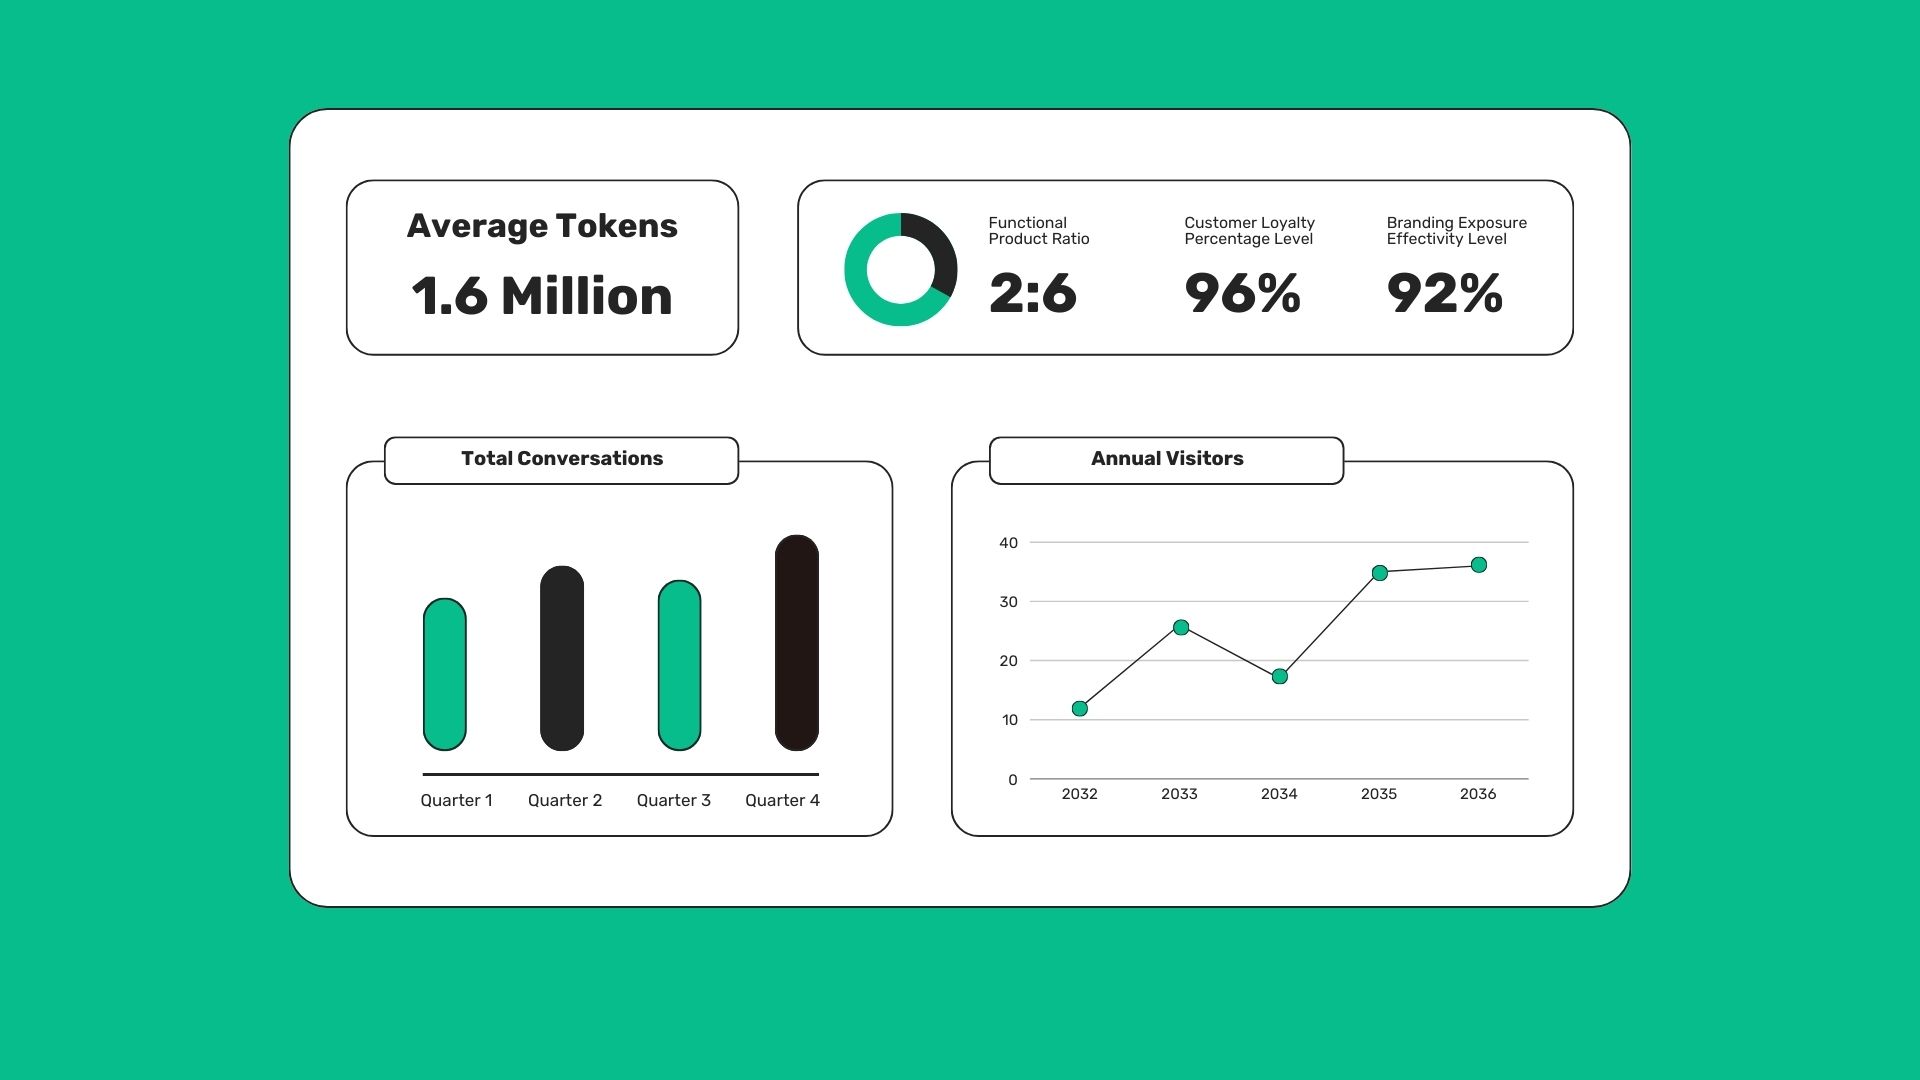 Average Tokens
1.6 Million
Functional
Product Ratio
2:6
Customer Loyalty
Percentage Level
96%
Branding Exposure
Effectivity Level
92%
Total Conversations
Quarter 1
Quarter 2
Quarter 3
Quarter 4
Annual Visitors
40
30
20
10
0
2032
2033
2034
2035
2036